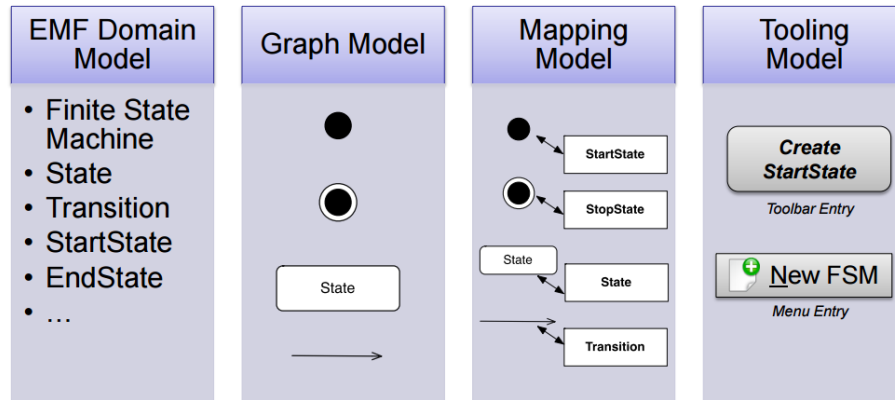 EMF Domain
Model
• Finite State
Machine
• State
• Transition
• StartState
• EndState
• …
Graph Model
State
Mapping
Model
StartState
StopState
State
State
Transition
Tooling
Model
Create
StartState
Toolbar Entry
New FSM
Menu Entry